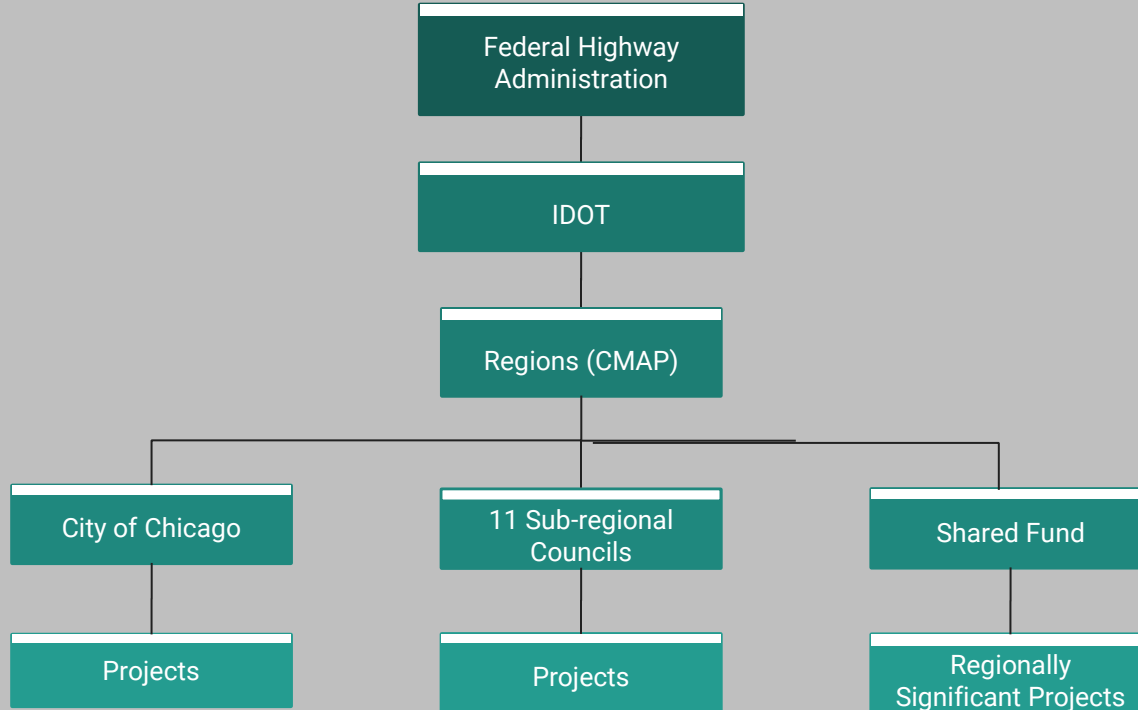 Federal Highway
Administration
IDOT
Regions (CMAP)
City of Chicago
11 Sub-regional
Councils
Shared Fund
Projects
Projects
Regionally
Significant Projects